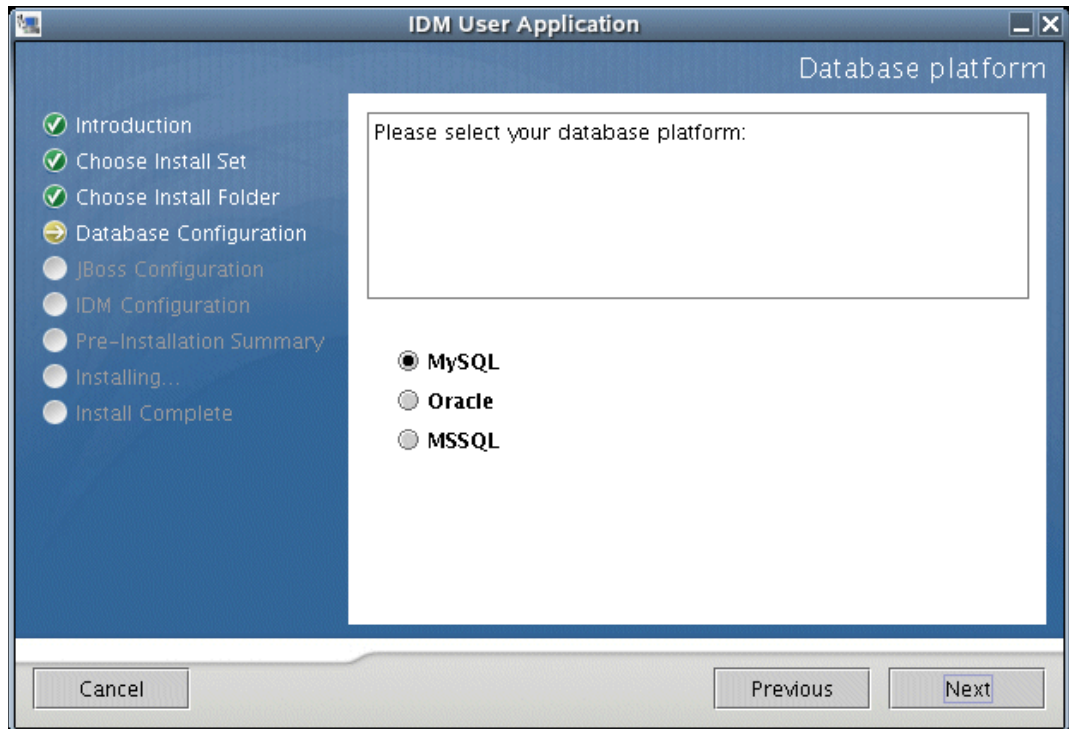 IDM User Application
Database platform
Introduction
Choose Install Set
Choose Install Folder
Database Configuration
JBoss Configuration
IDM Configuration
Pre-Installation Summary
Installing...
Install Complete
Please select your database platform:
MySQL
Oracle
MSSQL
Cancel
Previous
Next